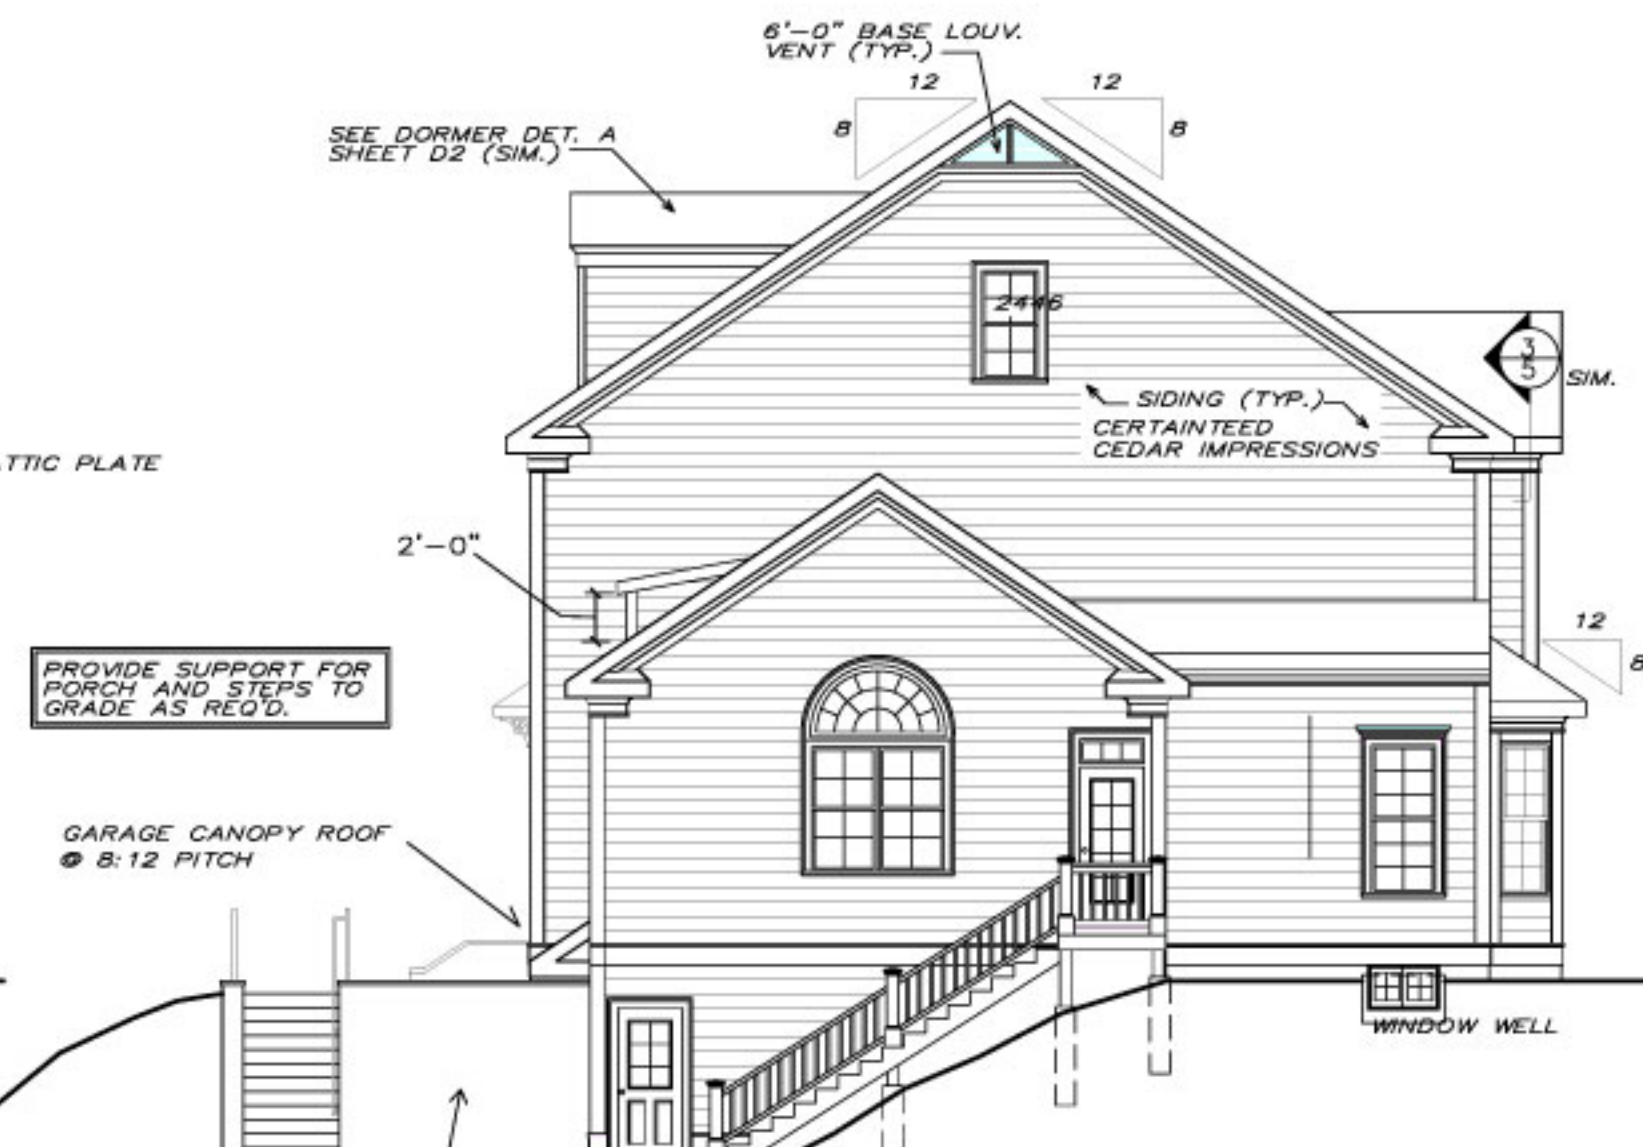 6'-0" BASE LOUV.
VENT (TYP.)
12
12
8
8
SEE DORMER DET. A
SHEET D2 (SIM.)
2446
3
5
SIM.
SIDING (TYP.)
CERTAINTEED
CEDAR IMPRESSIONS
TTIC PLATE
2'-0"
12
8
PROVIDE SUPPORT FOR
PORCH AND STEPS TO
GRADE AS REQ'D.
GARAGE CANOPY ROOF
@ 8:12 PITCH
WINDOW WELL